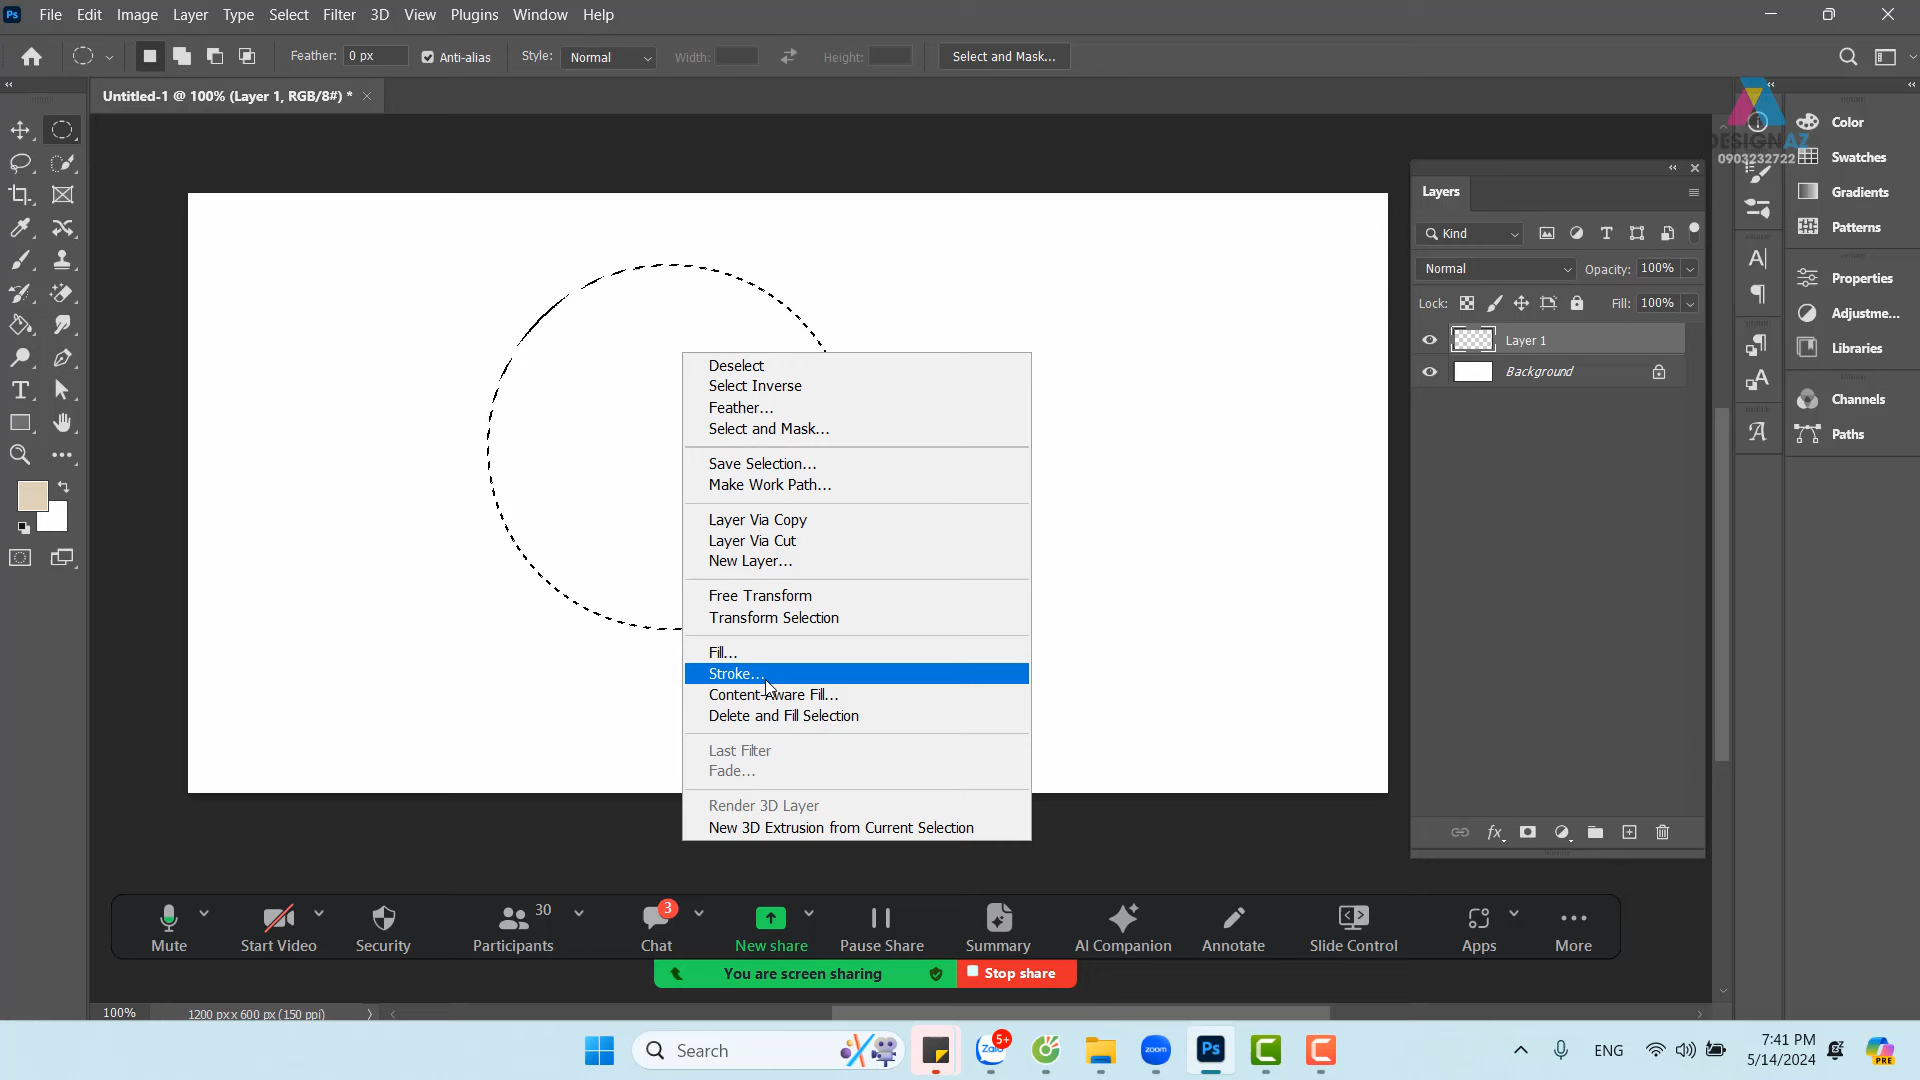 Ps File Edit Image Layer Type Select Filter 3D View Plugins Window Help
Feather: 0 px Anti-alias Style: Normal Width: Height: Select and Mask...
Untitled-1 @ 100% (Layer 1, RGB/8#) *
DESIGNAZ
0903232722
Color
Swatches
Gradients
Patterns
Properties
Adjustme...
Libraries
Channels
Paths
Layers
Kind
Normal Opacity: 100%
Lock: Fill: 100%
Layer 1
Background
fx
Deselect
Select Inverse
Feather...
Select and Mask...
Save Selection...
Make Work Path...
Layer Via Copy
Layer Via Cut
New Layer...
Free Transform
Transform Selection
Fill...
Stroke...
Content-Aware Fill...
Delete and Fill Selection
Last Filter
Fade...
Render 3D Layer
New 3D Extrusion from Current Selection
30 3
Mute Start Video Security Participants Chat New share Pause Share Summary AI Companion Annotate Slide Control Apps More
You are screen sharing Stop share
100% 1200 px x 600 px (150 ppi)
Search
Zalo 5+
zoom
Ps
ENG
7:41 PM
5/14/2024
PRE